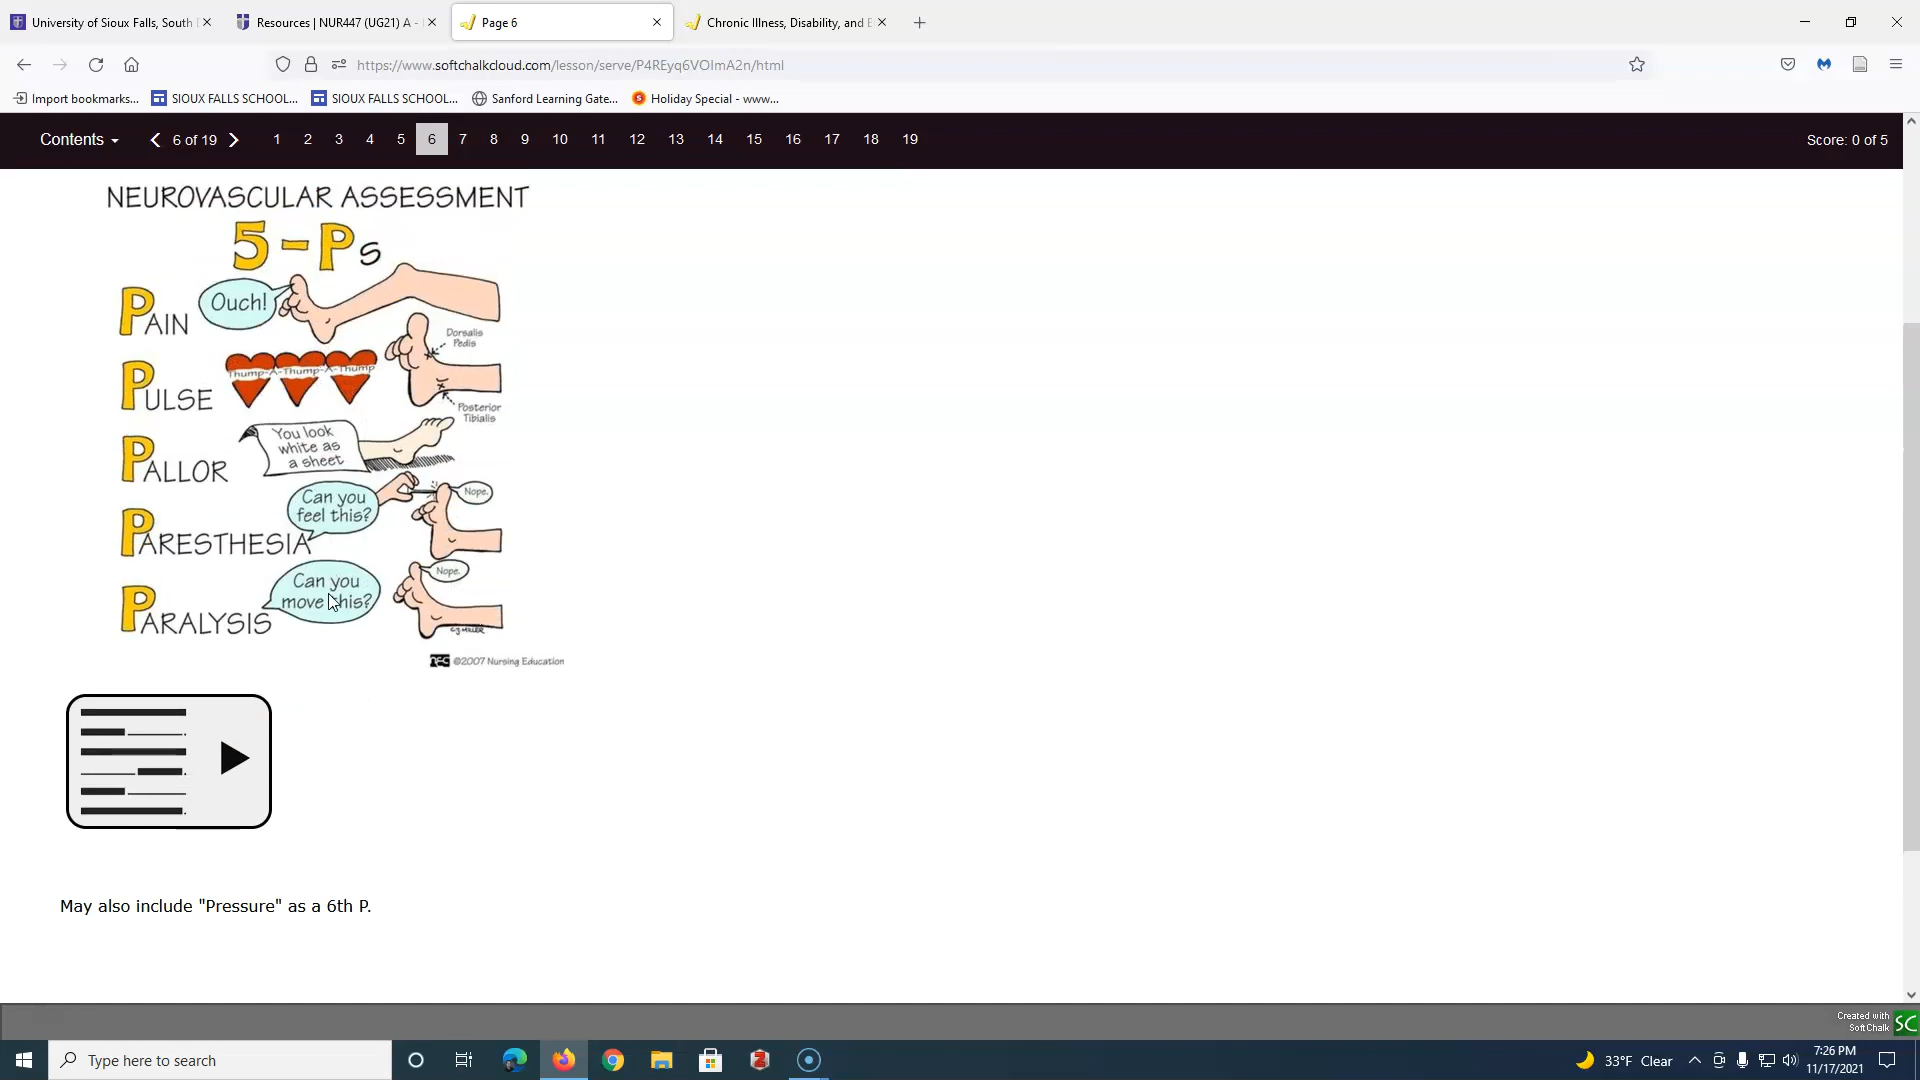 University of Sioux Falls, South
Resources | NUR447 (UG21) A -
Page 6
Chronic Illness, Disability, and E
https://www.softchalkcloud.com/lesson/serve/P4REyq6VOImA2n/html
Import bookmarks...
SIOUX FALLS SCHOOL...
SIOUX FALLS SCHOOL...
Sanford Learning Gate...
Holiday Special - www...
Contents
6 of 19
1 2 3 4 5 6 7 8 9 10 11 12 13 14 15 16 17 18 19
Score: 0 of 5
NEUROVASCULAR ASSESSMENT
5-Ps
PAIN
Ouch!
Dorsalis
Pedis
PULSE
Thump-A-Thump-A-Thump
Posterior
Tibialis
PALLOR
You look
white as
a sheet
PARESTHESIA
Can you
feel this?
Nope.
PARALYSIS
Can you
move this?
Nope.
CJ MILLER
NEC ©2007 Nursing Education
May also include "Pressure" as a 6th P.
Created with
SoftChalk
SC
Type here to search
33°F Clear
7:26 PM
11/17/2021